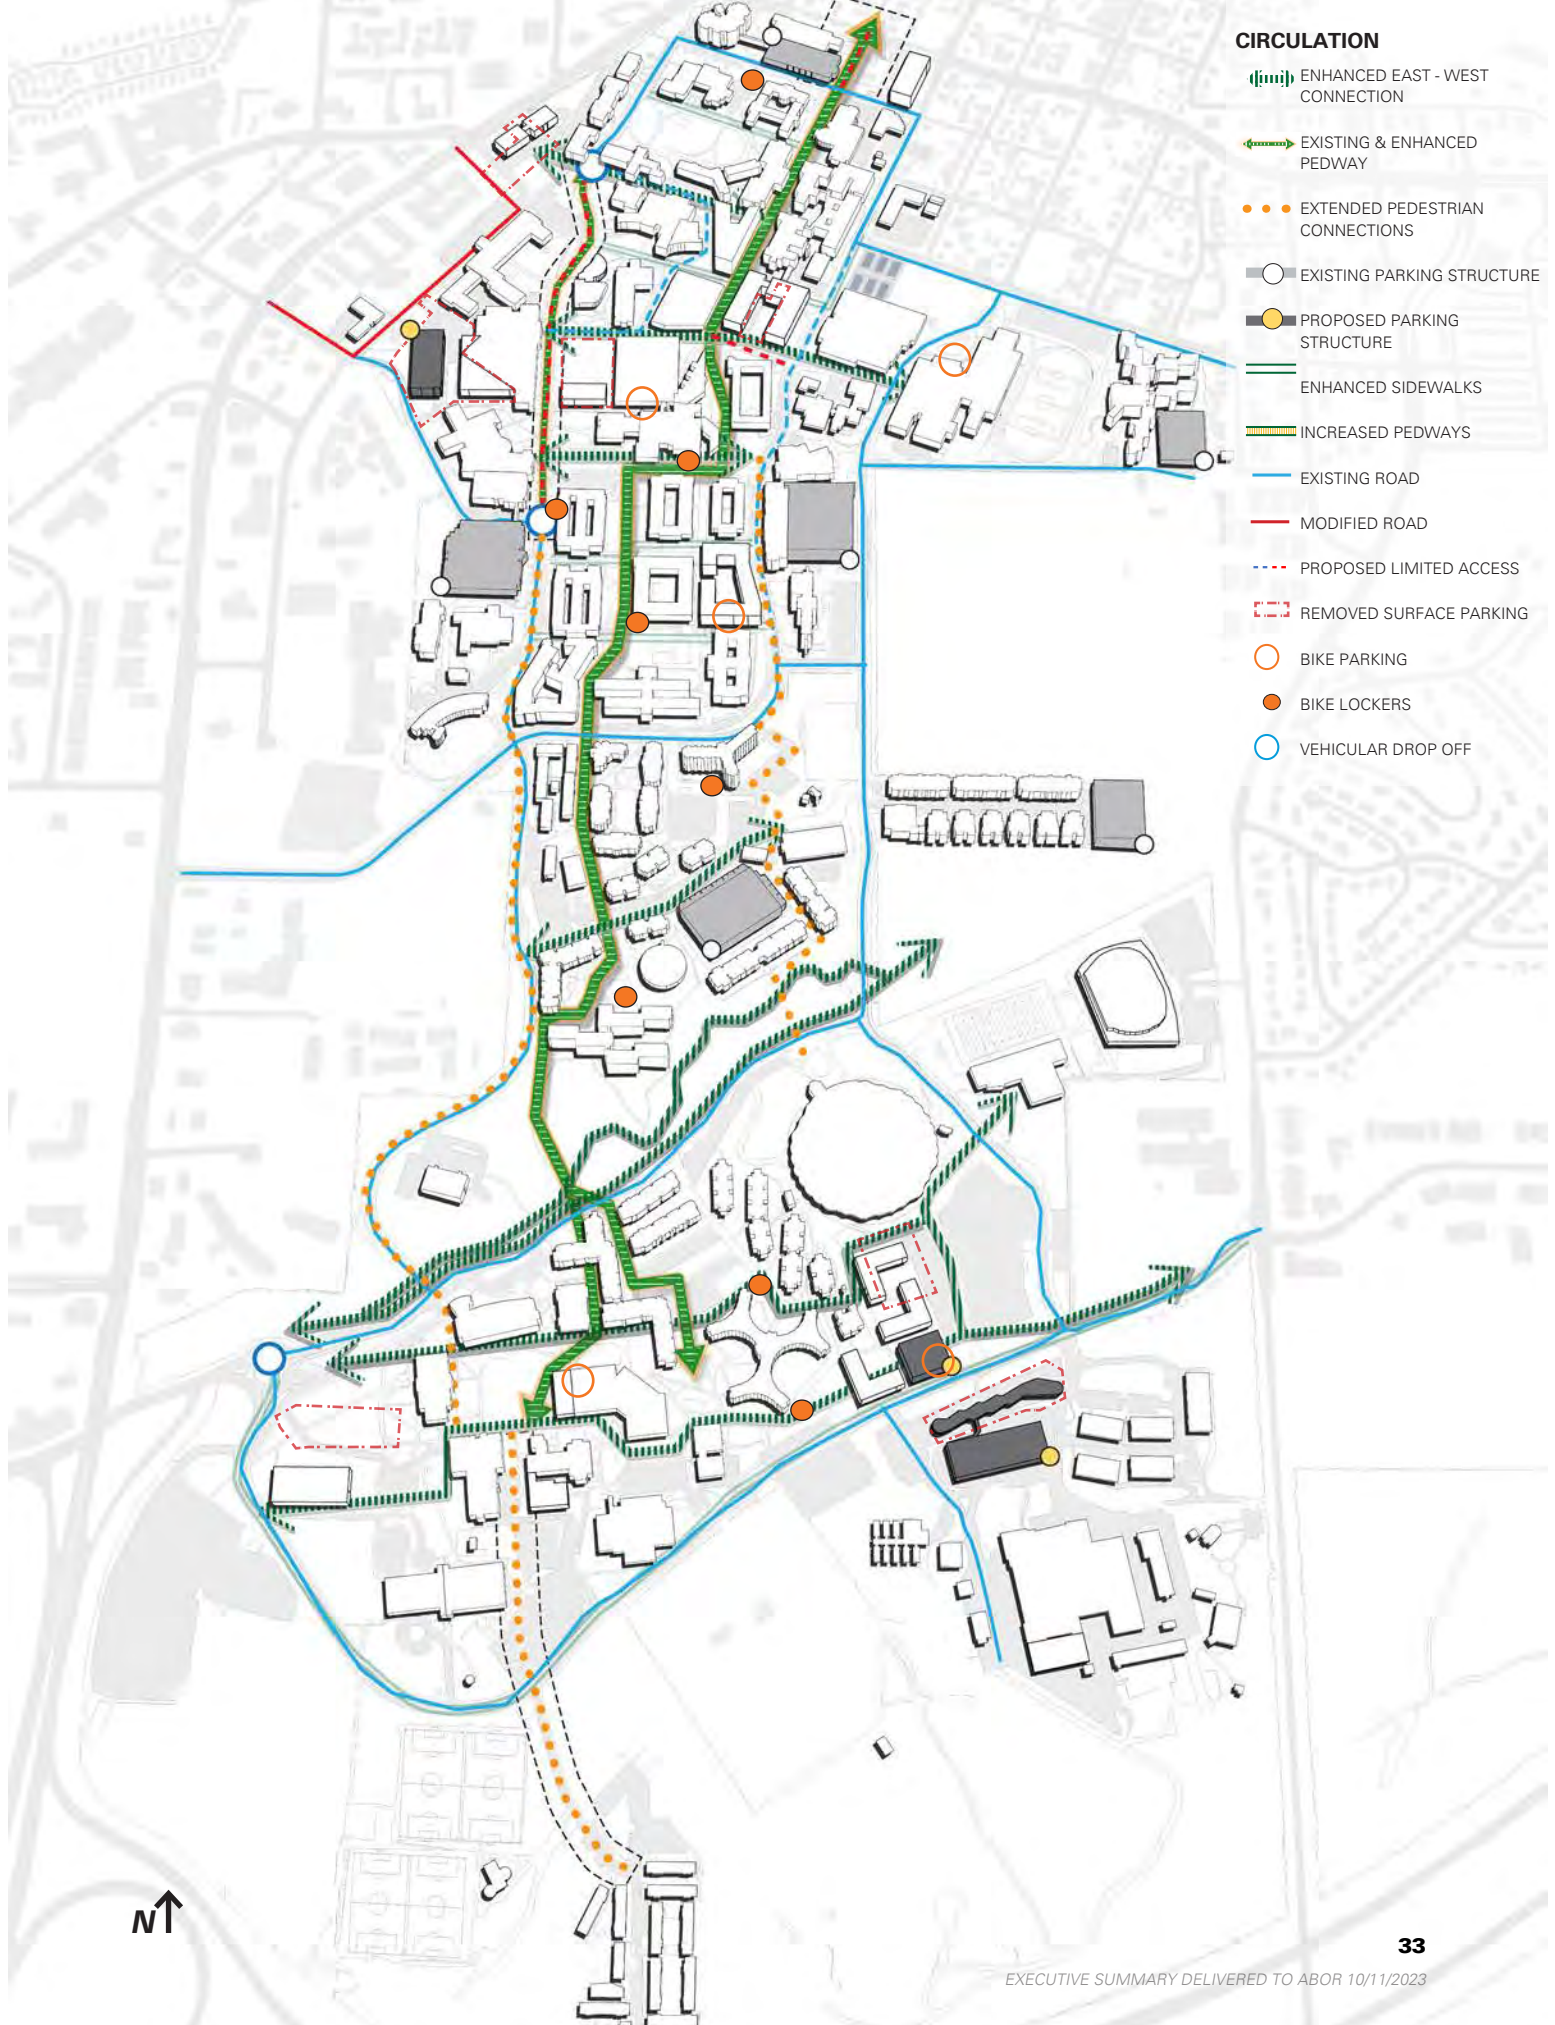 CIRCULATION
ENHANCED EAST - WEST
CONNECTION
EXISTING & ENHANCED
PEDWAY
EXTENDED PEDESTRIAN
CONNECTIONS
EXISTING PARKING STRUCTURE
PROPOSED PARKING
STRUCTURE
ENHANCED SIDEWALKS
INCREASED PEDWAYS
EXISTING ROAD
MODIFIED ROAD
PROPOSED LIMITED ACCESS
REMOVED SURFACE PARKING
BIKE PARKING
BIKE LOCKERS
VEHICULAR DROP OFF
N
33
EXECUTIVE SUMMARY DELIVERED TO ABOR 10/11/2023